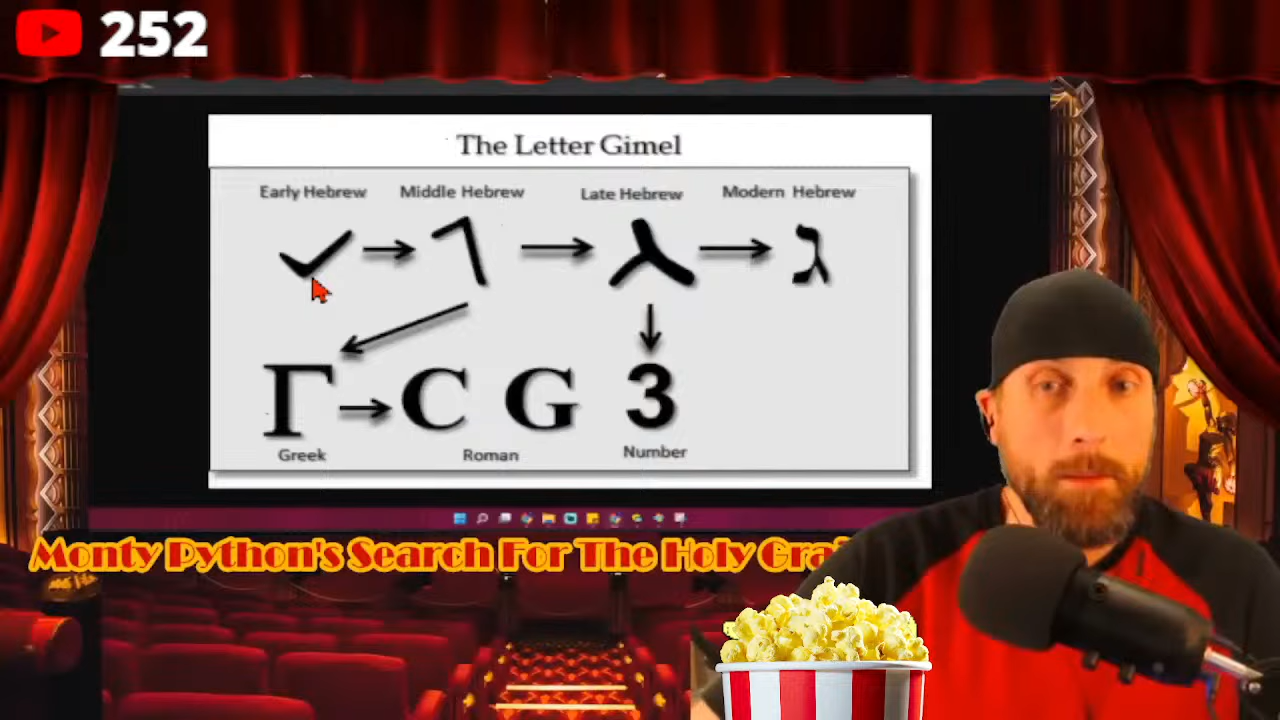 252
The Letter Gimel
Early Hebrew Middle Hebrew Late Hebrew Modern Hebrew
ג
Γ C G 3
Greek Roman Number
Monty Python's Search For The Holy Grai